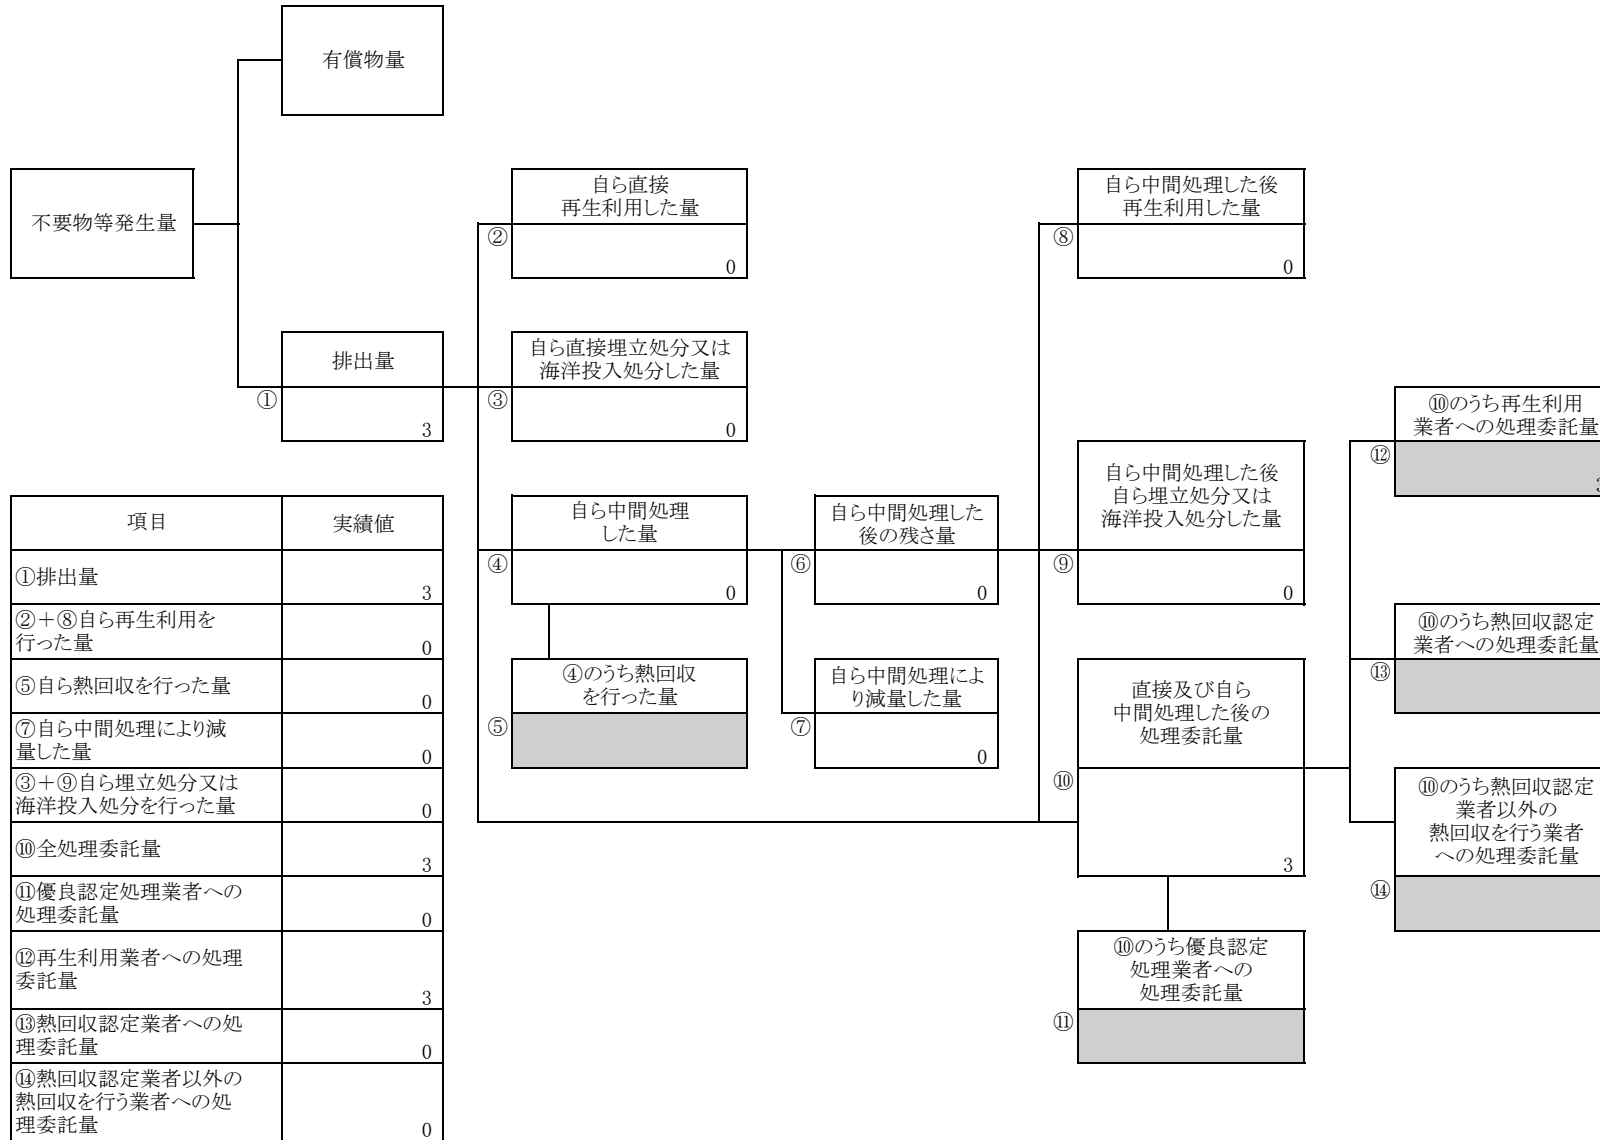 有償物量
不要物等発生量
排出量
①
3
自ら直接
再生利用した量
②
0
自ら直接埋立処分又は
海洋投入処分した量
③
0
自ら中間処理
した量
④
0
④のうち熱回収
を行った量
⑤
自ら中間処理した
後の残さ量
⑥
0
自ら中間処理によ
り減量した量
⑦
0
自ら中間処理した後
再生利用した量
⑧
0
自ら中間処理した後
自ら埋立処分又は
海洋投入処分した量
⑨
0
直接及び自ら
中間処理した後の
処理委託量
⑩
3
⑩のうち優良認定
処理業者への
処理委託量
⑪
⑩のうち再生利用
業者への処理委託量
⑫
⑩のうち熱回収認定
業者への処理委託量
⑬
⑩のうち熱回収認定
業者以外の
熱回収を行う業者
への処理委託量
⑭
項目 実績値
①排出量 3
②+⑧自ら再生利用を
行った量 0
⑤自ら熱回収を行った量 0
⑦自ら中間処理により減
量した量 0
③+⑨自ら埋立処分又は
海洋投入処分を行った量 0
⑩全処理委託量 3
⑪優良認定処理業者への
処理委託量 0
⑫再生利用業者への処理
委託量 3
⑬熱回収認定業者への処
理委託量 0
⑭熱回収認定業者以外の
熱回収を行う業者への処
理委託量 0